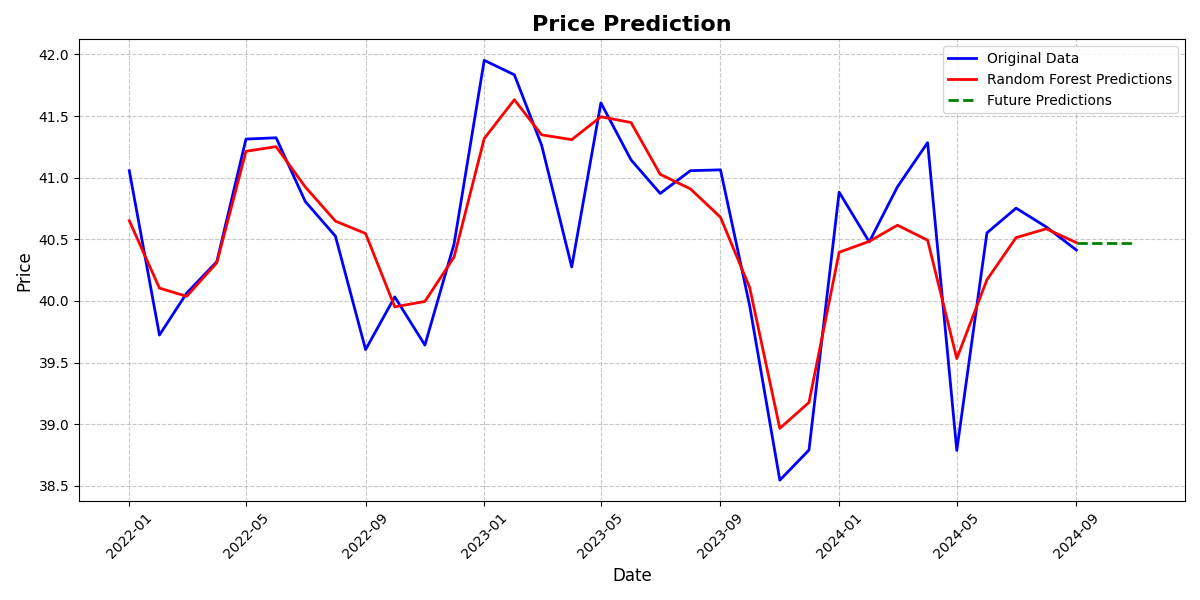 Price Prediction
Original Data
Random Forest Predictions
Future Predictions
Price
42.0
41.5
41.0
40.5
40.0
39.5
39.0
38.5
2022-01
2022-05
2022-09
2023-01
2023-05
2023-09
2024-01
2024-05
2024-09
Date